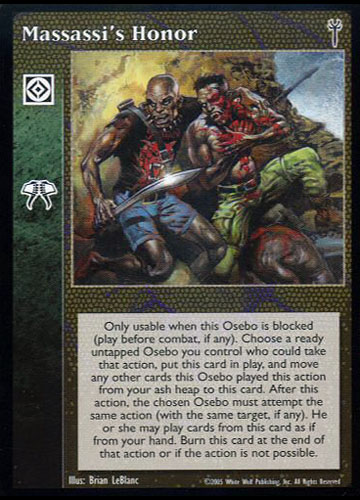 Massassi's Honor
Only usable when this Osebo is blocked
(play before combat, if any). Choose a ready
untapped Osebo you control who could take
that action, put this card in play, and move
any other cards this Osebo played this action
from your ash heap to this card. After this
action, the chosen Osebo must attempt the
same action (with the same target, if any). He
or she may play cards from this card as if
from your hand. Burn this card at the end of
that action or if the action is not possible.
Illus: Brian LeBlanc
©2005 White Wolf Publishing, Inc. All Rights Reserved